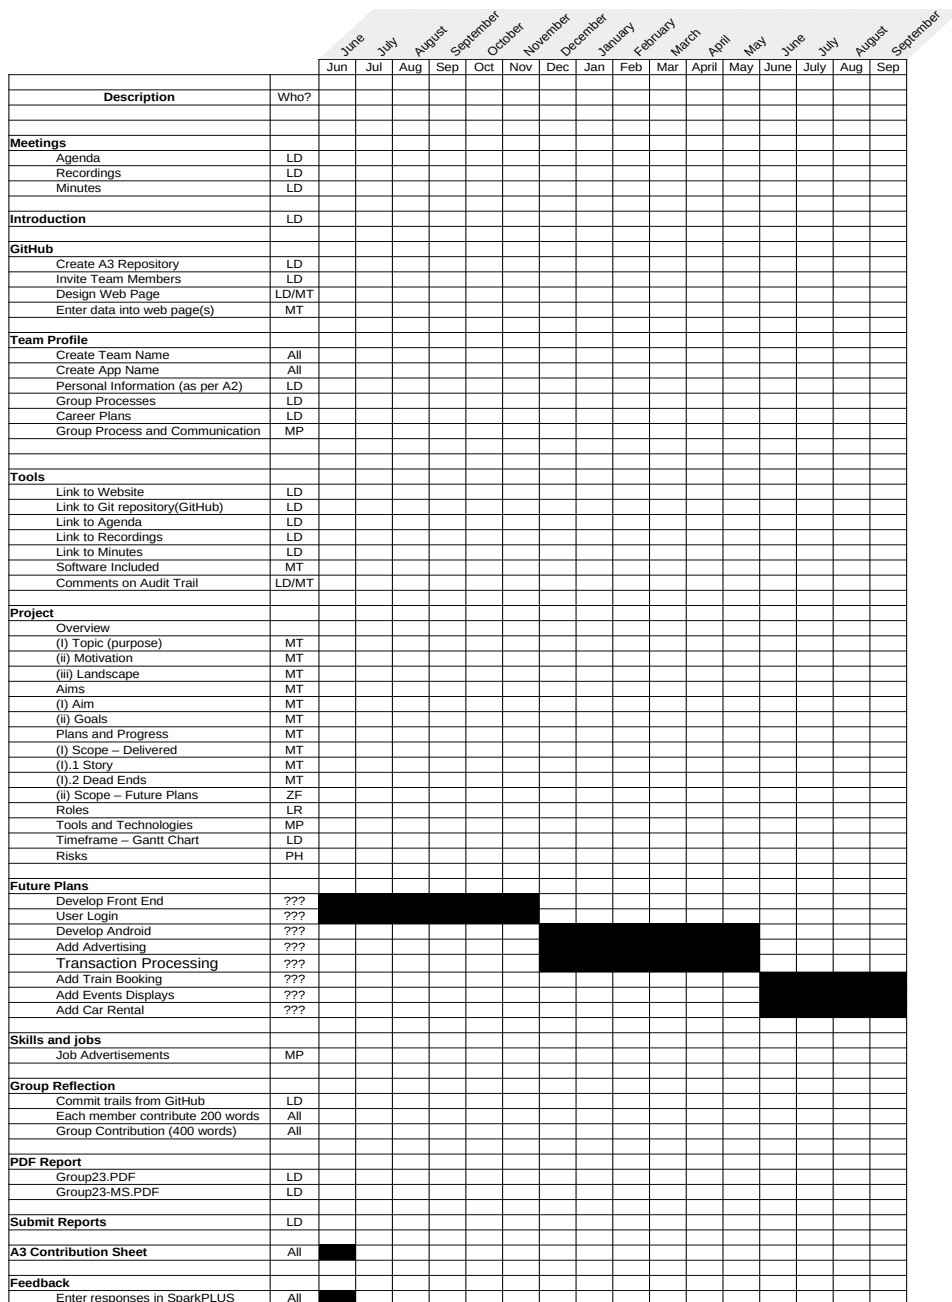 June July August September October November December January February March April May June July August September
Jun Jul Aug Sep Oct Nov Dec Jan Feb Mar April May June July Aug Sep
Description Who?
Meetings
Agenda LD
Recordings LD
Minutes LD
Introduction LD
GitHub
Create A3 Repository LD
Invite Team Members LD
Design Web Page LD/MT
Enter data into web page(s) MT
Team Profile
Create Team Name All
Create App Name All
Personal Information (as per A2) LD
Group Processes LD
Career Plans LD
Group Process and Communication MP
Tools
Link to Website LD
Link to Git repository(GitHub) LD
Link to Agenda LD
Link to Recordings LD
Link to Minutes LD
Software Included MT
Comments on Audit Trail LD/MT
Project
Overview
(I) Topic (purpose) MT
(ii) Motivation MT
(iii) Landscape MT
Aims MT
(I) Aim MT
(ii) Goals MT
Plans and Progress MT
(I) Scope – Delivered MT
(I).1 Story MT
(I).2 Dead Ends MT
(ii) Scope – Future Plans ZF
Roles LR
Tools and Technologies MP
Timeframe – Gantt Chart LD
Risks PH
Future Plans
Develop Front End ???
User Login ???
Develop Android ???
Add Advertising ???
Transaction Processing ???
Add Train Booking ???
Add Events Displays ???
Add Car Rental ???
Skills and jobs
Job Advertisements MP
Group Reflection
Commit trails from GitHub LD
Each member contribute 200 words All
Group Contribution (400 words) All
PDF Report
Group23.PDF LD
Group23-MS.PDF LD
Submit Reports LD
A3 Contribution Sheet All
Feedback
Enter responses in SparkPLUS All